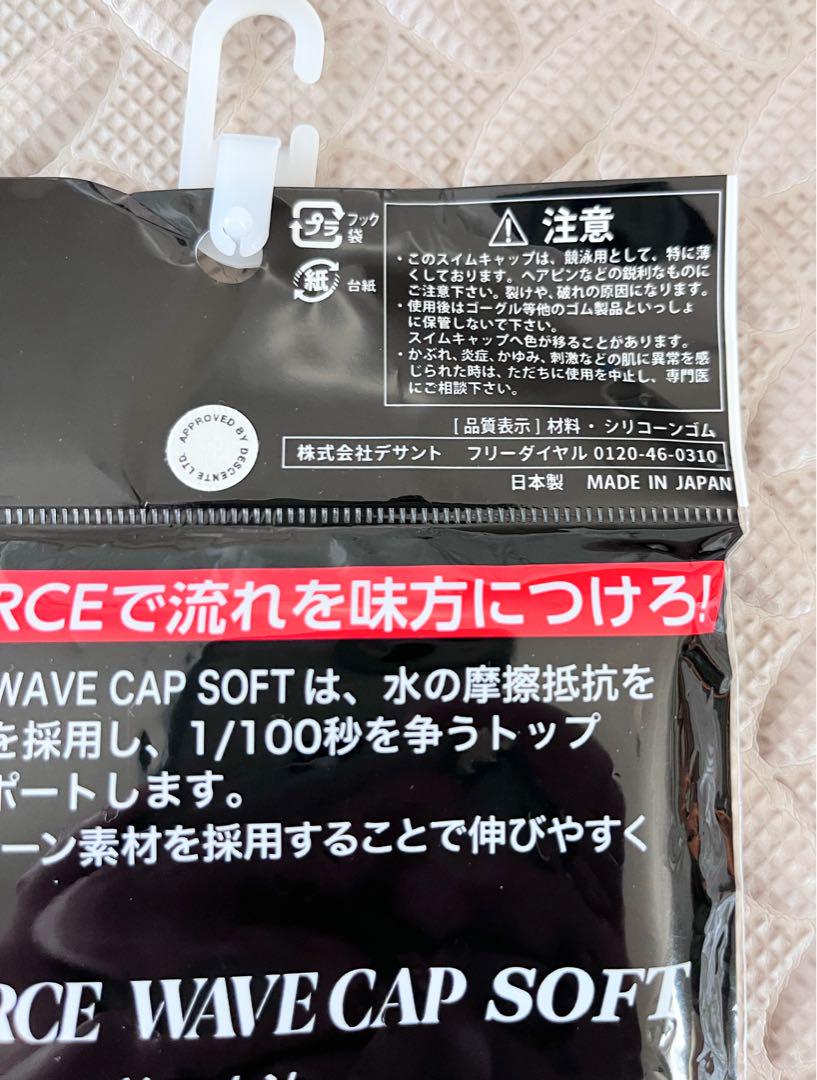 プラ
フック
袋
紙
台紙
注意
・このスイムキャップは、競泳用として、特に薄
くしております。ヘアピンなどの鋭利なものに
ご注意下さい。裂けや、破れの原因になります。
・使用後はゴーグル等他のゴム製品といっしょ
に保管しないで下さい。
スイムキャップへ色が移ることがあります。
・かぶれ、炎症、かゆみ、刺激などの肌に異常を感
じられた時は、ただちに使用を中止し、専門医
にご相談下さい。
[品質表示] 材料・シリコーンゴム
APPROVED BY DESCENTE LTD.
株式会社デサント フリーダイヤル 0120-46-0310
日本製 MADE IN JAPAN
RCEで流れを味方につけろ!
WAVE CAP SOFTは、水の摩擦抵抗を
を採用し、1/100秒を争うトップ
ポートします。
ーン素材を採用することで伸びやすく
RCE WAVE CAP SOFT